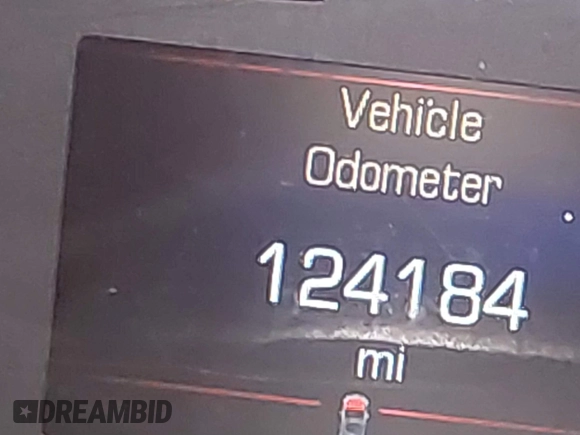 Vehicle
Odometer
124184
mi
DREAMBID